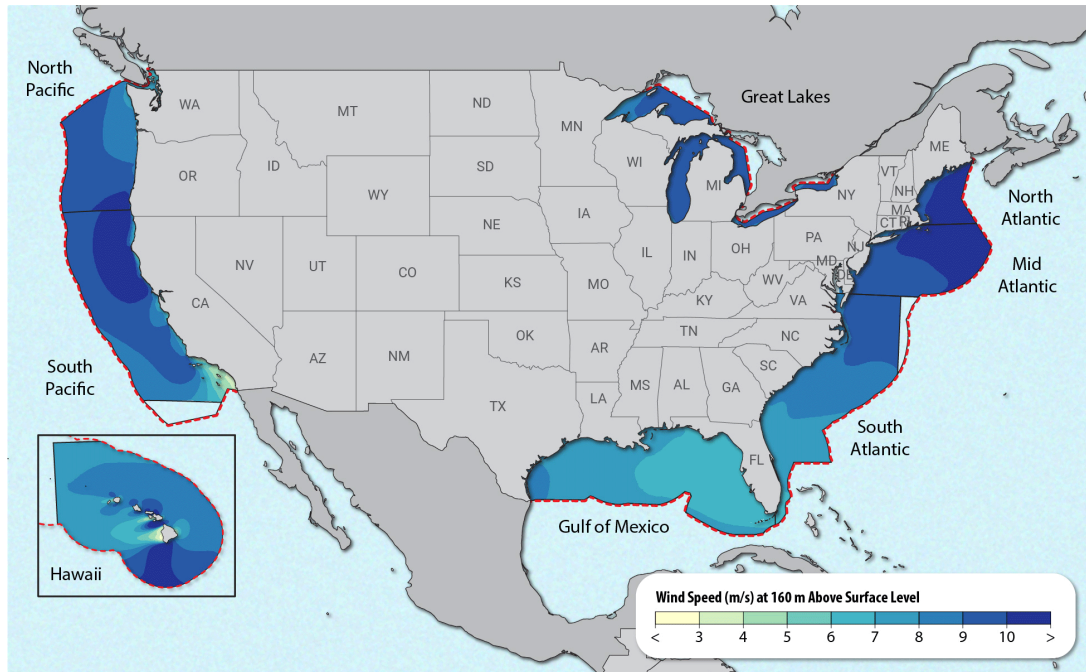 North
Pacific
Great Lakes
WA
MT
ND
MN
ME
OR
ID
SD
WI
MI
VT
NH
NY
MA
CT
RI
North
Atlantic
WY
IA
NE
PA
NJ
Mid
Atlantic
NV
UT
CO
IL
IN
OH
MD
DE
WV
VA
CA
KS
MO
KY
South
Pacific
AZ
NM
OK
AR
TN
NC
SC
TX
LA
MS
AL
GA
South
Atlantic
FL
Gulf of Mexico
Hawaii
Wind Speed (m/s) at 160 m Above Surface Level
< 3 4 5 6 7 8 9 10 >